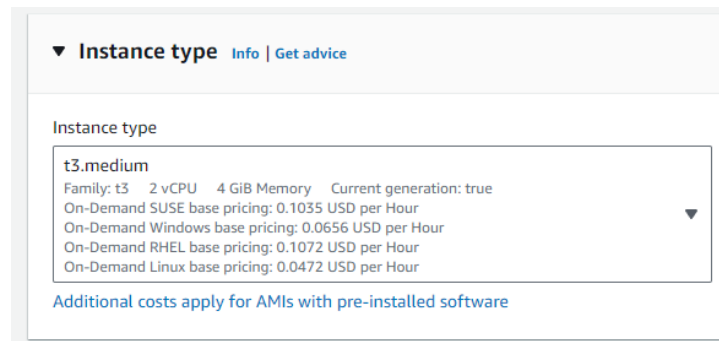 Instance type Info | Get advice
Instance type
t3.medium
Family: t3 2 vCPU 4 GiB Memory Current generation: true
On-Demand SUSE base pricing: 0.1035 USD per Hour
On-Demand Windows base pricing: 0.0656 USD per Hour
On-Demand RHEL base pricing: 0.1072 USD per Hour
On-Demand Linux base pricing: 0.0472 USD per Hour
Additional costs apply for AMIs with pre-installed software